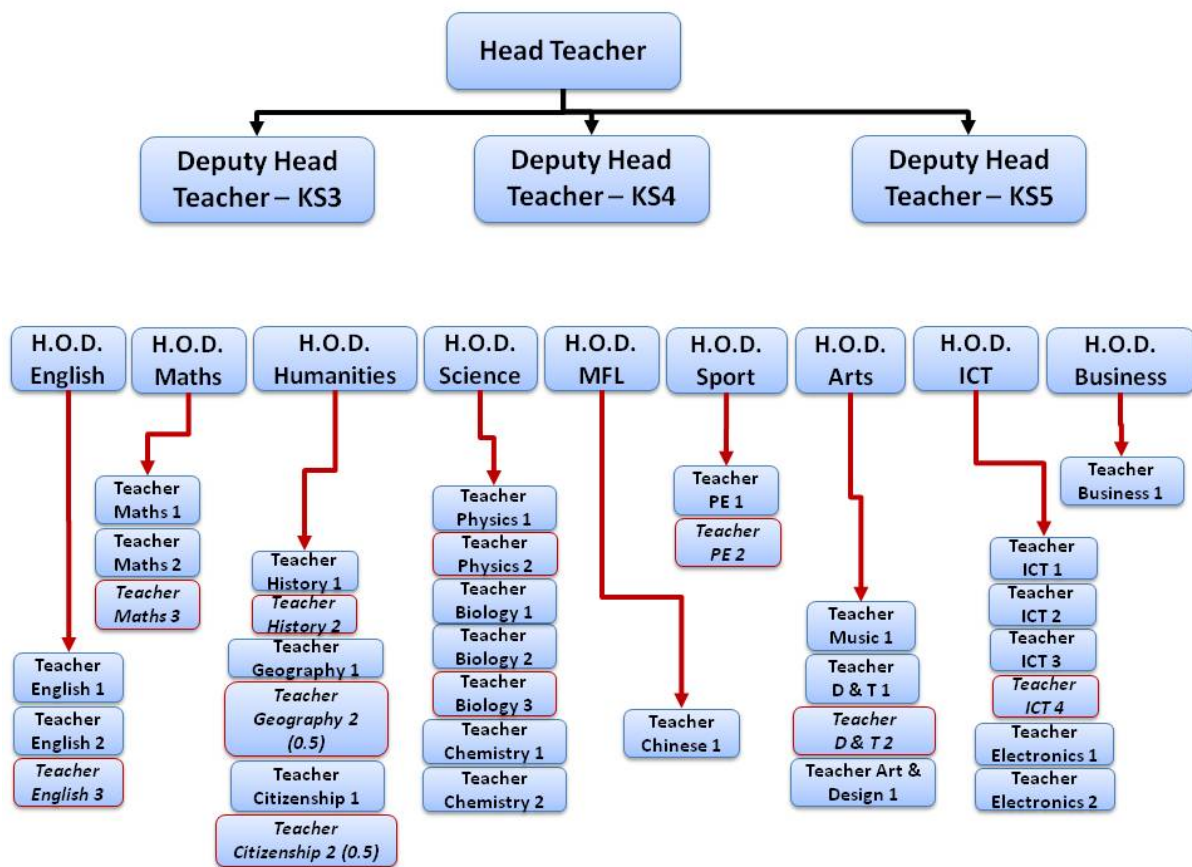 Head Teacher
Deputy Head
Teacher – KS3
Deputy Head
Teacher – KS4
Deputy Head
Teacher – KS5
H.O.D.
English
H.O.D.
Maths
H.O.D.
Humanities
H.O.D.
Science
H.O.D.
MFL
H.O.D.
Sport
H.O.D.
Arts
H.O.D.
ICT
H.O.D.
Business
Teacher
English 1
Teacher
English 2
Teacher
English 3
Teacher
Maths 1
Teacher
Maths 2
Teacher
Maths 3
Teacher
History 1
Teacher
History 2
Teacher
Geography 1
Teacher
Geography 2
(0.5)
Teacher
Citizenship 1
Teacher
Citizenship 2 (0.5)
Teacher
Physics 1
Teacher
Physics 2
Teacher
Biology 1
Teacher
Biology 2
Teacher
Biology 3
Teacher
Chemistry 1
Teacher
Chemistry 2
Teacher
Chinese 1
Teacher
PE 1
Teacher
PE 2
Teacher
Music 1
Teacher
D & T 1
Teacher
D & T 2
Teacher Art &
Design 1
Teacher
ICT 1
Teacher
ICT 2
Teacher
ICT 3
Teacher
ICT 4
Teacher
Electronics 1
Teacher
Electronics 2
Teacher
Business 1